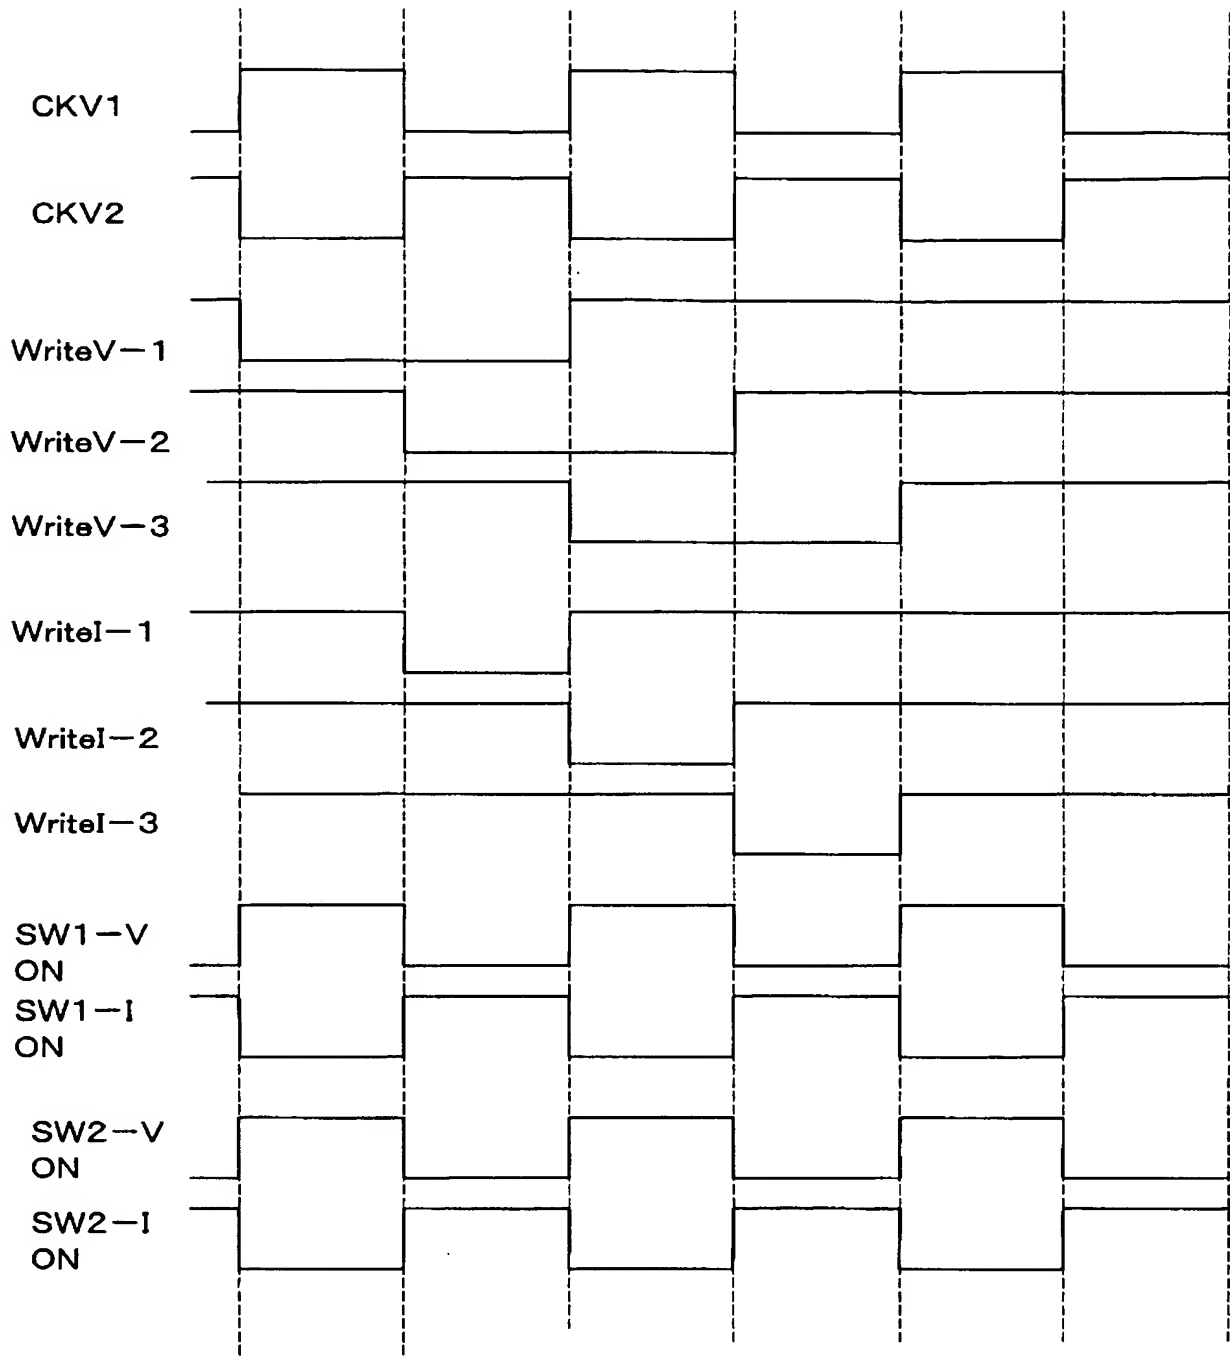 CKV1
CKV2
WriteV−1
WriteV−2
WriteV−3
WriteI−1
WriteI−2
WriteI−3
SW1−V
ON
SW1−I
ON
SW2−V
ON
SW2−I
ON